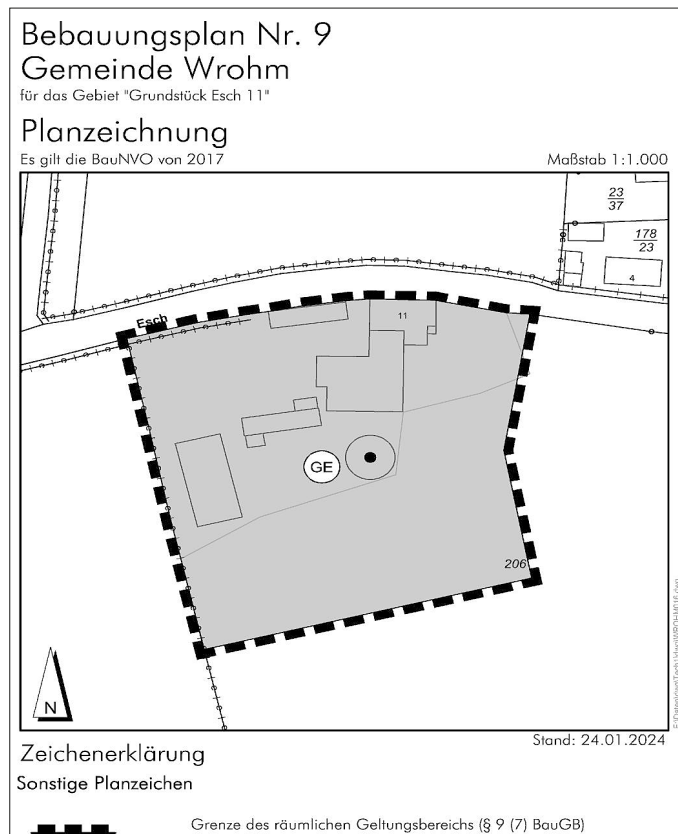 Bebauungsplan Nr. 9
Gemeinde Wrohm
für das Gebiet "Grundstück Esch 11"
Planzeichnung
Es gilt die BauNVO von 2017
Maßstab 1:1.000
23
37
178
23
4
Esch
11
GE
206
N
Stand: 24.01.2024
Zeichenerklärung
Sonstige Planzeichen
Grenze des räumlichen Geltungsbereichs (§ 9 (7) BauGB)